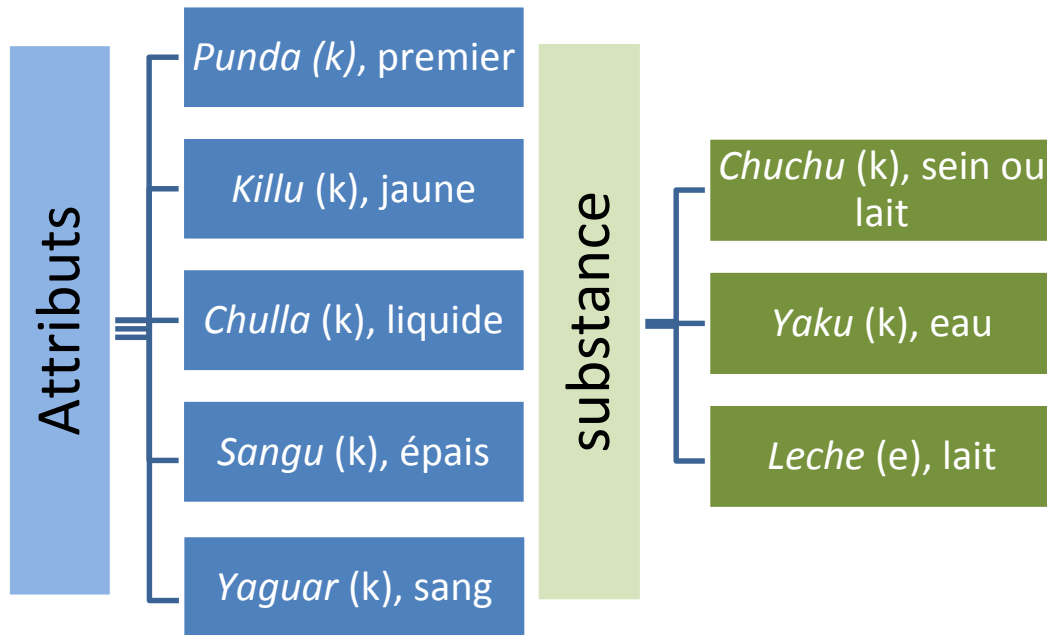 Attributs
Punda (k), premier
Killu (k), jaune
Chulla (k), liquide
Sangu (k), épais
Yaguar (k), sang
substance
Chuchu (k), sein ou
lait
Yaku (k), eau
Leche (e), lait